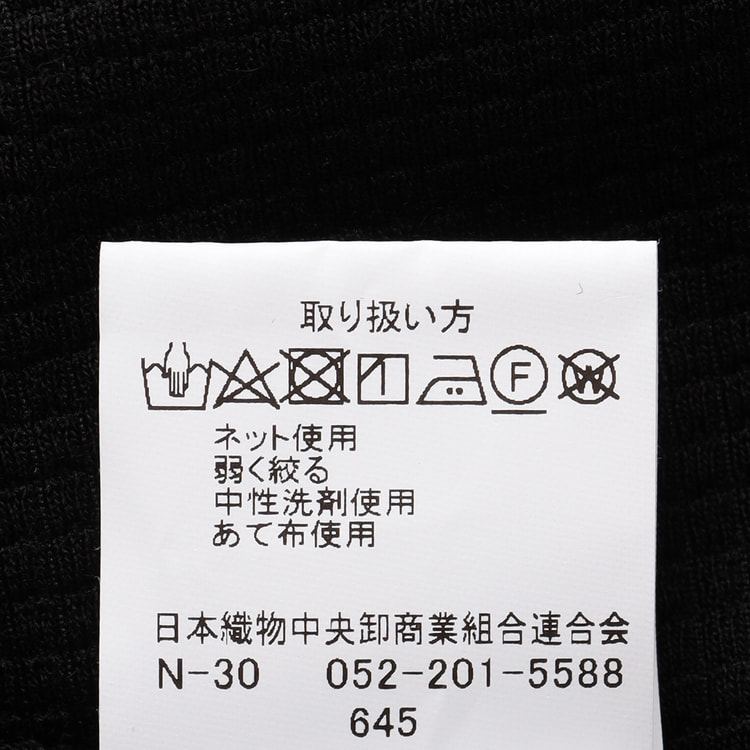 取り扱い方
F W
ネット使用
弱く絞る
中性洗剤使用
あて布使用
日本織物中央卸商業組合連合会
N-30 052-201-5588
645